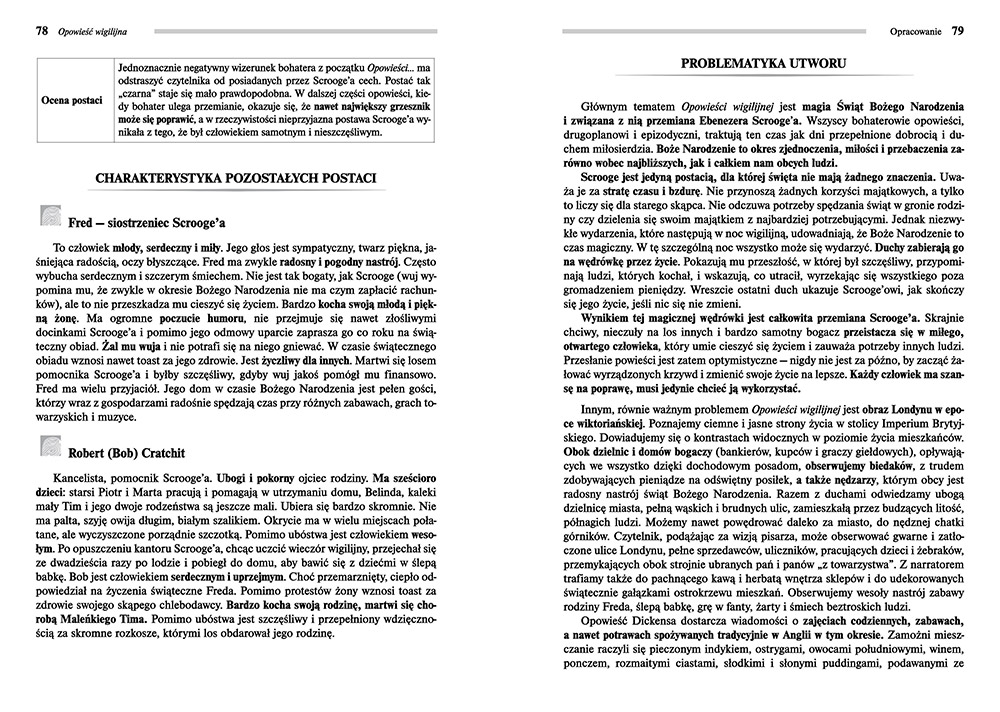 78 Opowieść wigilijna
Ocena postaci
Jednoznacznie negatywny wizerunek bohatera z początku Opowieści... ma
odstraszyć czytelnika od posiadanych przez Scrooge’a cech. Postać tak
„czarna” staje się mało prawdopodobna. W dalszej części opowieści, kie-
dy bohater ulega przemianie, okazuje się, że nawet największy grzesznik
może się poprawić, a w rzeczywistości nieprzyjazna postawa Scrooge’a wy-
nikała z tego, że był człowiekiem samotnym i nieszczęśliwym.
CHARAKTERYSTYKA POZOSTAŁYCH POSTACI
Fred – siostrzeniec Scrooge’a
To człowiek młody, serdeczny i miły. Jego głos jest sympatyczny, twarz piękna, ja-
śniejąca radością, oczy błyszczące. Fred ma zwykle radosny i pogodny nastrój. Często
wybucha serdecznym i szczerym śmiechem. Nie jest tak bogaty, jak Scrooge (wuj wy-
pomina mu, że zwykle w okresie Bożego Narodzenia nie ma czym zapłacić rachun-
ków), ale to nie przeszkadza mu cieszyć się życiem. Bardzo kocha swoją młodą i pięk-
ną żonę. Ma ogromne poczucie humoru, nie przejmuje się nawet złośliwymi
docinkami Scrooge’a i pomimo jego odmowy uparcie zaprasza go co roku na świą-
teczny obiad. Żal mu wuja i nie potrafi się na niego gniewać. W czasie świątecznego
obiadu wznosi nawet toast za jego zdrowie. Jest życzliwy dla innych. Martwi się losem
pomocnika Scrooge’a i byłby szczęśliwy, gdyby wuj jakoś pomógł mu finansowo.
Fred ma wielu przyjaciół. Jego dom w czasie Bożego Narodzenia jest pełen gości,
którzy wraz z gospodarzami radośnie spędzają czas przy różnych zabawach, grach to-
warzyskich i muzyce.
Robert (Bob) Cratchit
Kancelista, pomocnik Scrooge’a. Ubogi i pokorny ojciec rodziny. Ma sześcioro
dzieci: starsi Piotr i Marta pracują i pomagają w utrzymaniu domu, Belinda, kaleki
mały Tim i jego dwoje rodzeństwa są jeszcze mali. Ubiera się bardzo skromnie. Nie
ma palta, szyję owija długim, białym szalikiem. Okrycie ma w wielu miejscach poła-
tane, ale wyczyszczone porządnie szczotką. Pomimo ubóstwa jest człowiekiem weso-
łym. Po opuszczeniu kantoru Scrooge’a, chcąc uczcić wieczór wigilijny, przejechał się
ze dwadzieścia razy po lodzie i pobiegł do domu, aby bawić się z dziećmi w ślepą
babkę. Bob jest człowiekiem serdecznym i uprzejmym. Choć przemarznięty, ciepło od-
powiedział na życzenia świąteczne Freda. Pomimo protestów żony wznosi toast za
zdrowie swojego skąpego chlebodawcy. Bardzo kocha swoją rodzinę, martwi się cho-
robą Maleńkiego Tima. Pomimo ubóstwa jest szczęśliwy i przepełniony wdzięczno-
ścią za skromne rozkosze, którymi los obdarował jego rodzinę.
Opracowanie 79
PROBLEMATYKA UTWORU
Głównym tematem Opowieści wigilijnej jest magia Świąt Bożego Narodzenia
i związana z nią przemiana Ebenezera Scrooge’a. Wszyscy bohaterowie opowieści,
drugoplanowi i epizodyczni, traktują ten czas jak dni przepełnione dobrocią i du-
chem miłosierdzia. Boże Narodzenie to okres zjednoczenia, miłości i przebaczenia za-
równo wobec najbliższych, jak i całkiem nam obcych ludzi.
Scrooge jest jedyną postacią, dla której święta nie mają żadnego znaczenia. Uwa-
ża je za stratę czasu i bzdurę. Nie przynoszą żadnych korzyści majątkowych, a tylko
to liczy się dla starego skąpca. Nie odczuwa potrzeby spędzania świąt w gronie rodzi-
ny czy dzielenia się swoim majątkiem z najbardziej potrzebującymi. Jednak niezwy-
kłe wydarzenia, które następują w noc wigilijną, udowadniają, że Boże Narodzenie to
czas magiczny. W tę szczególną noc wszystko może się wydarzyć. Duchy zabierają go
na wędrówkę przez życie. Pokazują mu przeszłość, w której był szczęśliwy, przypomi-
nają ludzi, których kochał, i wskazują, co utracił, wyrzekając się wszystkiego poza
gromadzeniem pieniędzy. Wreszcie ostatni duch ukazuje Scrooge’owi, jak skończy
się jego życie, jeśli nic się nie zmieni.
Wynikiem tej magicznej wędrówki jest całkowita przemiana Scrooge’a. Skrajnie
chciwy, nieczuły na los innych i bardzo samotny bogacz przeistacza się w miłego,
otwartego człowieka, który umie cieszyć się życiem i zauważa potrzeby innych ludzi.
Przesłanie powieści jest zatem optymistyczne – nigdy nie jest za późno, by zacząć ża-
łować wyrządzonych krzywd i zmienić swoje życie na lepsze. Każdy człowiek ma szan-
sę na poprawę, musi jedynie chcieć ją wykorzystać.
Innym, równie ważnym problemem Opowieści wigilijnej jest obraz Londynu w epo-
ce wiktoriańskiej. Poznajemy ciemne i jasne strony życia w stolicy Imperium Brytyj-
skiego. Dowiadujemy się o kontrastach widocznych w poziomie życia mieszkańców.
Obok dzielnic i domów bogaczy (bankierów, kupców i graczy giełdowych), opływają-
cych we wszystko dzięki dochodowym posadom, obserwujemy biedaków, z trudem
zdobywających pieniądze na odświętny posiłek, a także nędzarzy, którym obcy jest
radosny nastrój świąt Bożego Narodzenia. Razem z duchami odwiedzamy ubogą
dzielnicę miasta, pełną wąskich i brudnych ulic, zamieszkałą przez budzących litość,
półnagich ludzi. Możemy nawet powędrować daleko za miasto, do nędznej chatki
górników. Czytelnik, podążając za wizją pisarza, może obserwować gwarne i zatło-
czone ulice Londynu, pełne sprzedawców, uliczników, pracujących dzieci i żebraków,
przemykających obok strojnie ubranych pań i panów „z towarzystwa”. Z narratorem
trafiamy także do pachnącego kawą i herbatą wnętrza sklepów i do udekorowanych
świątecznie gałązkami ostrokrzewu mieszkań. Obserwujemy wesoły nastrój zabawy
rodziny Freda, ślepą babkę, grę w fanty, żarty i śmiech beztroskich ludzi.
Opowieść Dickensa dostarcza wiadomości o zajęciach codziennych, zabawach,
a nawet potrawach spożywanych tradycyjnie w Anglii w tym okresie. Zamożni miesz-
czanie raczyli się pieczonym indykiem, ostrygami, owocami południowymi, winem,
ponczem, rozmaitymi ciastami, słodkimi i słonymi puddingami, podawanymi ze